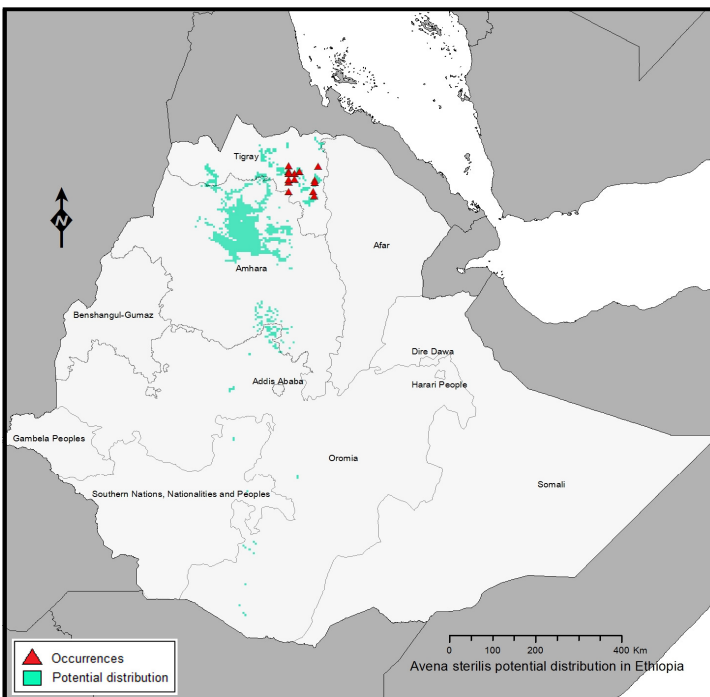 Tigray
N
Afar
Amhara
Benshangul-Gumaz
Dire Dawa
Addis Ababa
Harari People
Gambela Peoples
Oromia
Somali
Southern Nations, Nationalities and Peoples
Occurrences
Potential distribution
0 100 200 400 Km
Avena sterilis potential distribution in Ethiopia